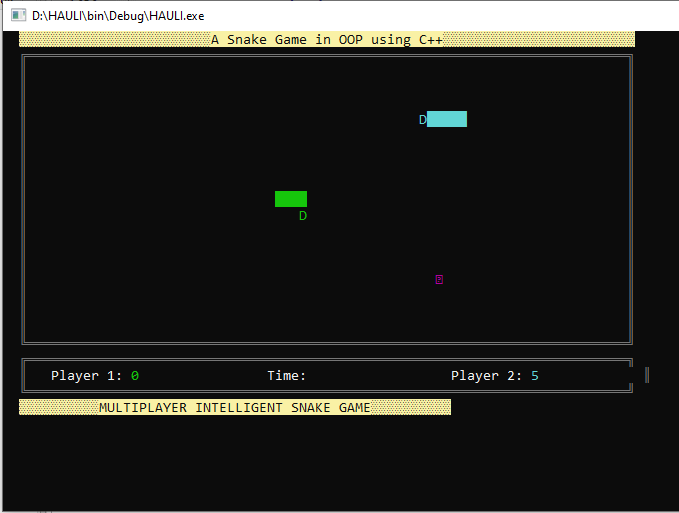 D:\HAULI\bin\Debug\HAULI.exe
A Snake Game in OOP using C++
D
D
Player 1: 0 Time: Player 2: 5
MULTIPLAYER INTELLIGENT SNAKE GAME